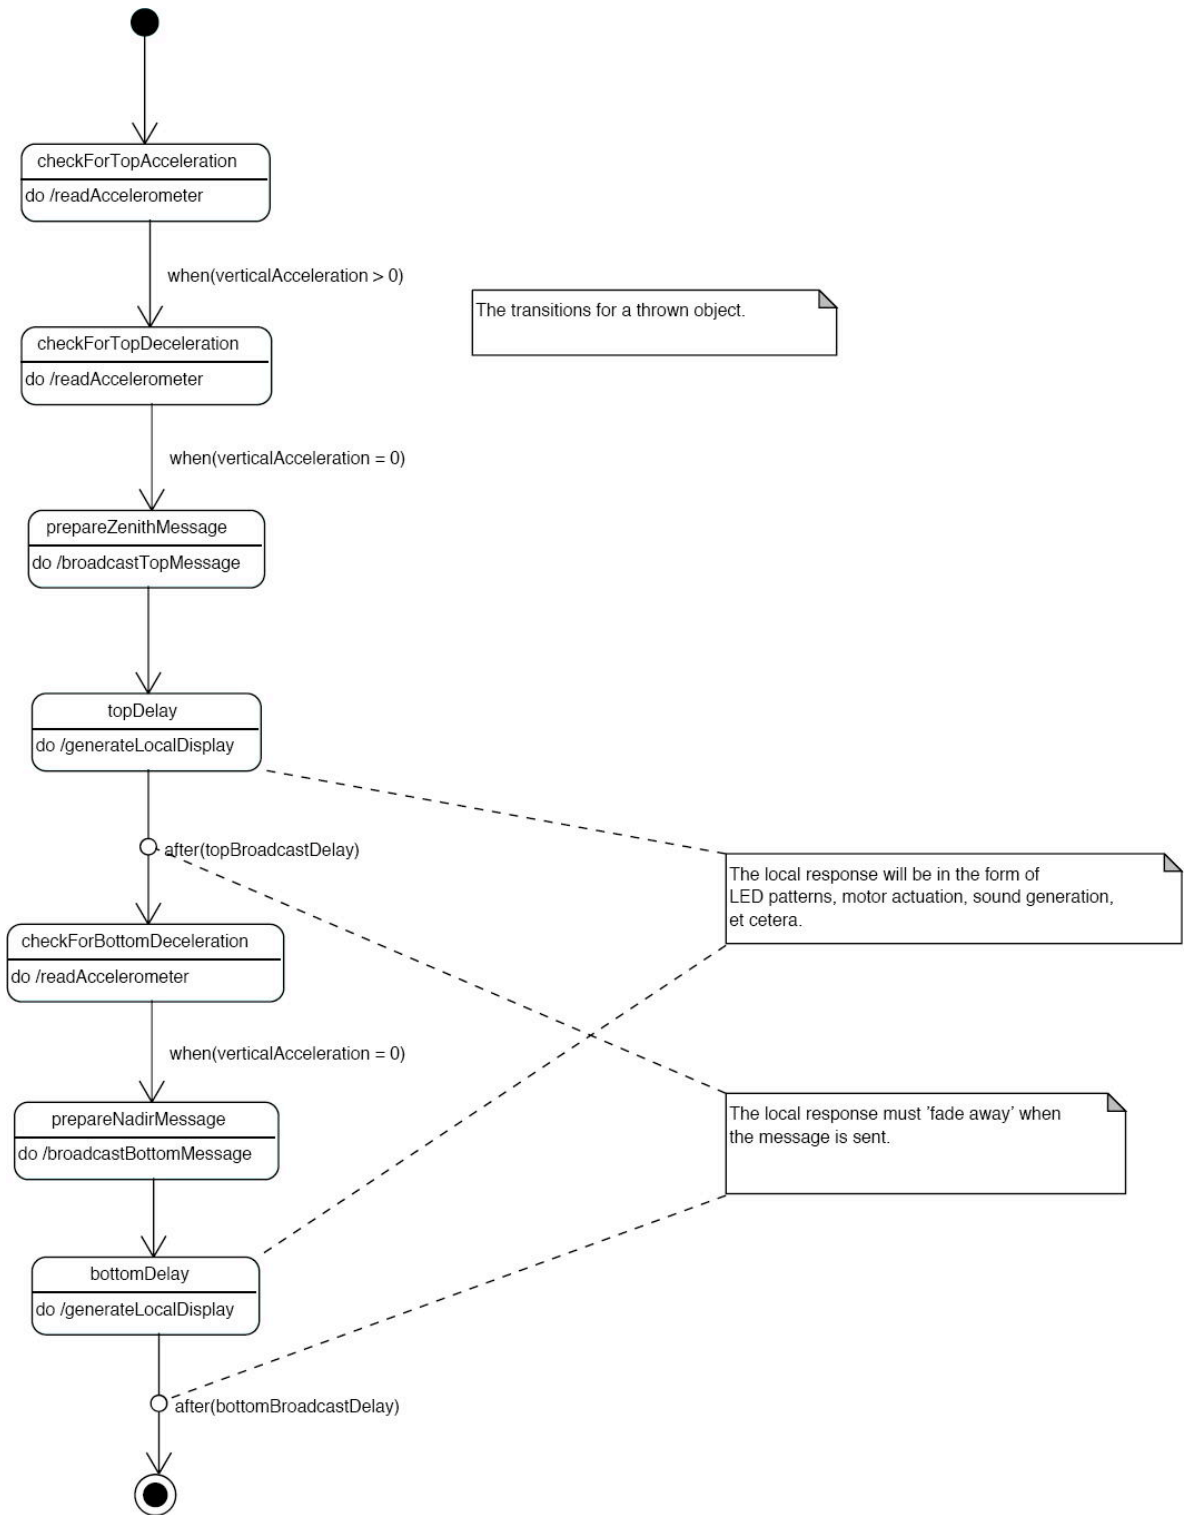 checkForTopAcceleration
do /readAccelerometer
when(verticalAcceleration > 0)
The transitions for a thrown object.
checkForTopDeceleration
do /readAccelerometer
when(verticalAcceleration = 0)
prepareZenithMessage
do /broadcastTopMessage
topDelay
do /generateLocalDisplay
after(topBroadcastDelay)
The local response will be in the form of
LED patterns, motor actuation, sound generation,
et cetera.
checkForBottomDeceleration
do /readAccelerometer
when(verticalAcceleration = 0)
prepareNadirMessage
do /broadcastBottomMessage
The local response must 'fade away' when
the message is sent.
bottomDelay
do /generateLocalDisplay
after(bottomBroadcastDelay)